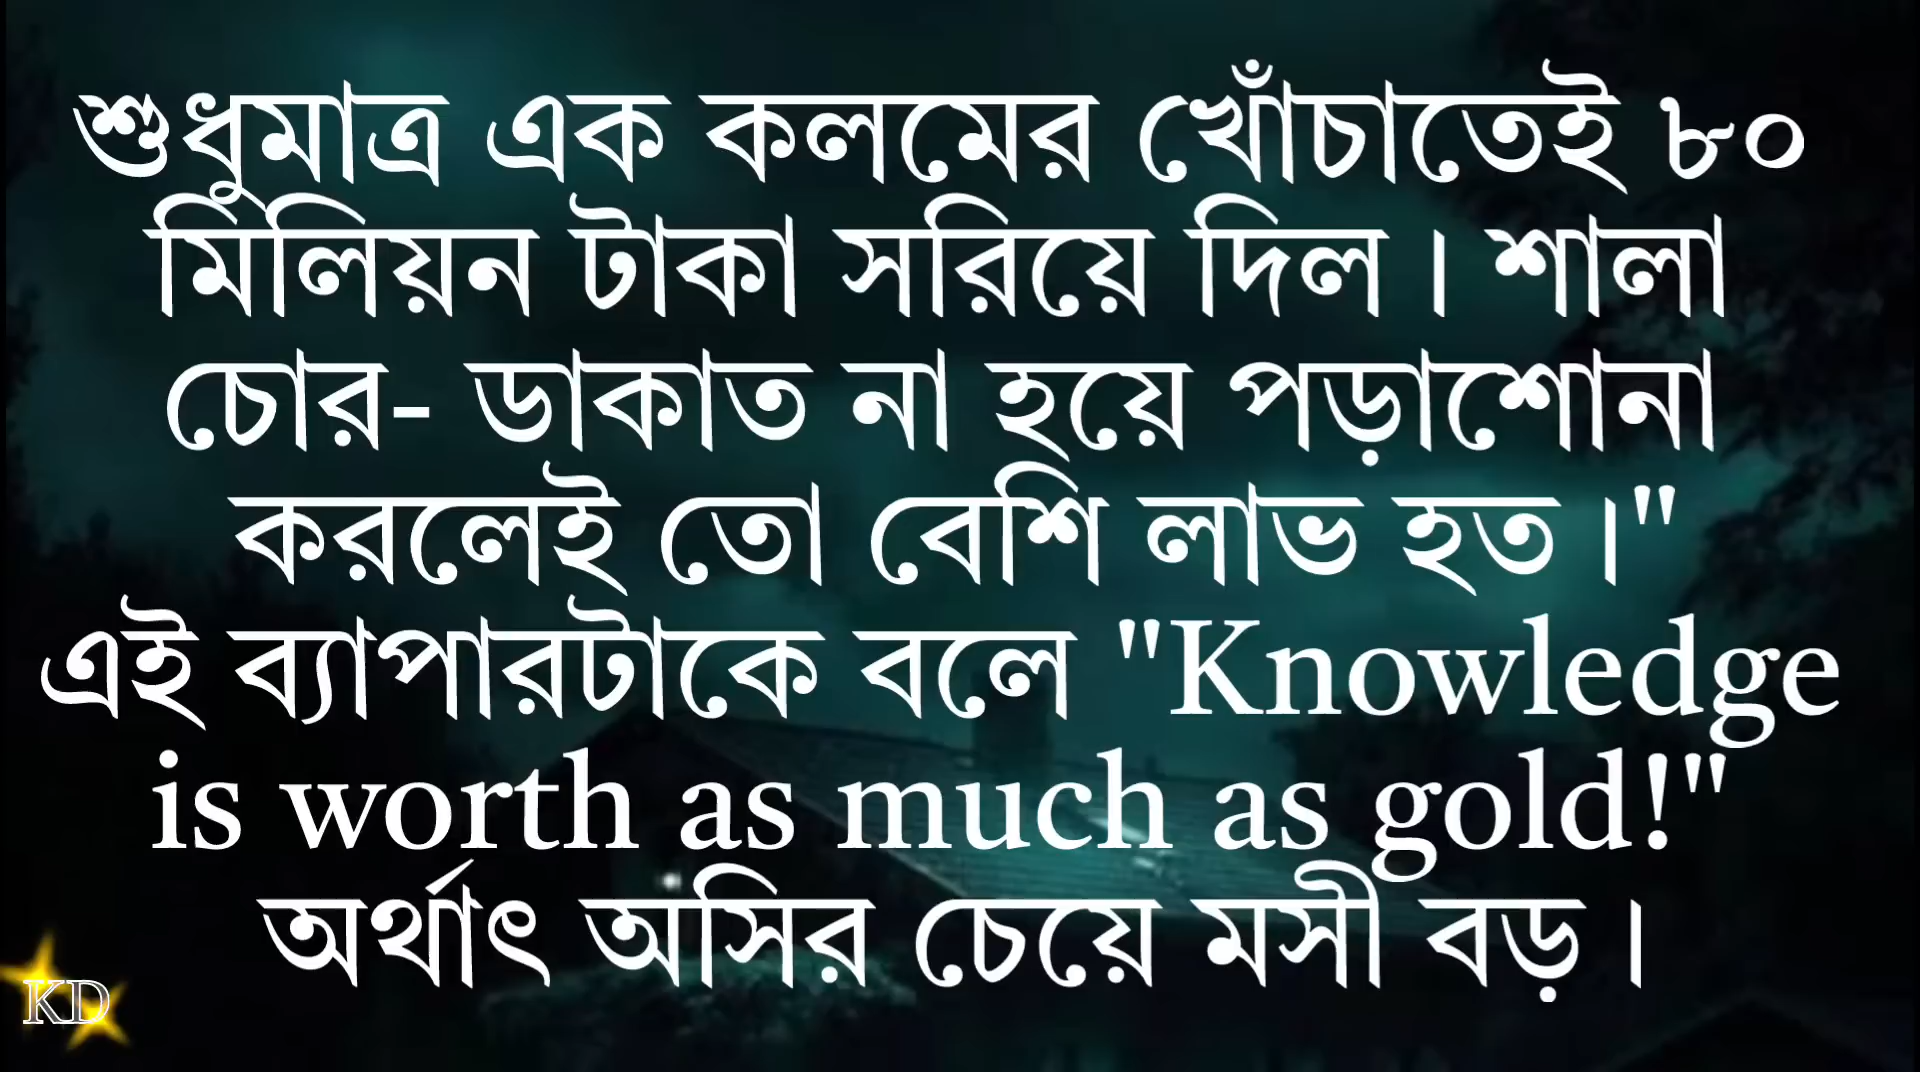 শুধুমাত্র এক কলমের খোঁচাতেই ৮০
মিলিয়ন টাকা সরিয়ে দিল। শালা
চোর- ডাকাত না হয়ে পড়াশোনা
করলেই তো বেশি লাভ হত।"
এই ব্যাপারটাকে বলে "Knowledge
is worth as much as gold!"
অর্থাৎ অসির চেয়ে মসী বড়।
KD